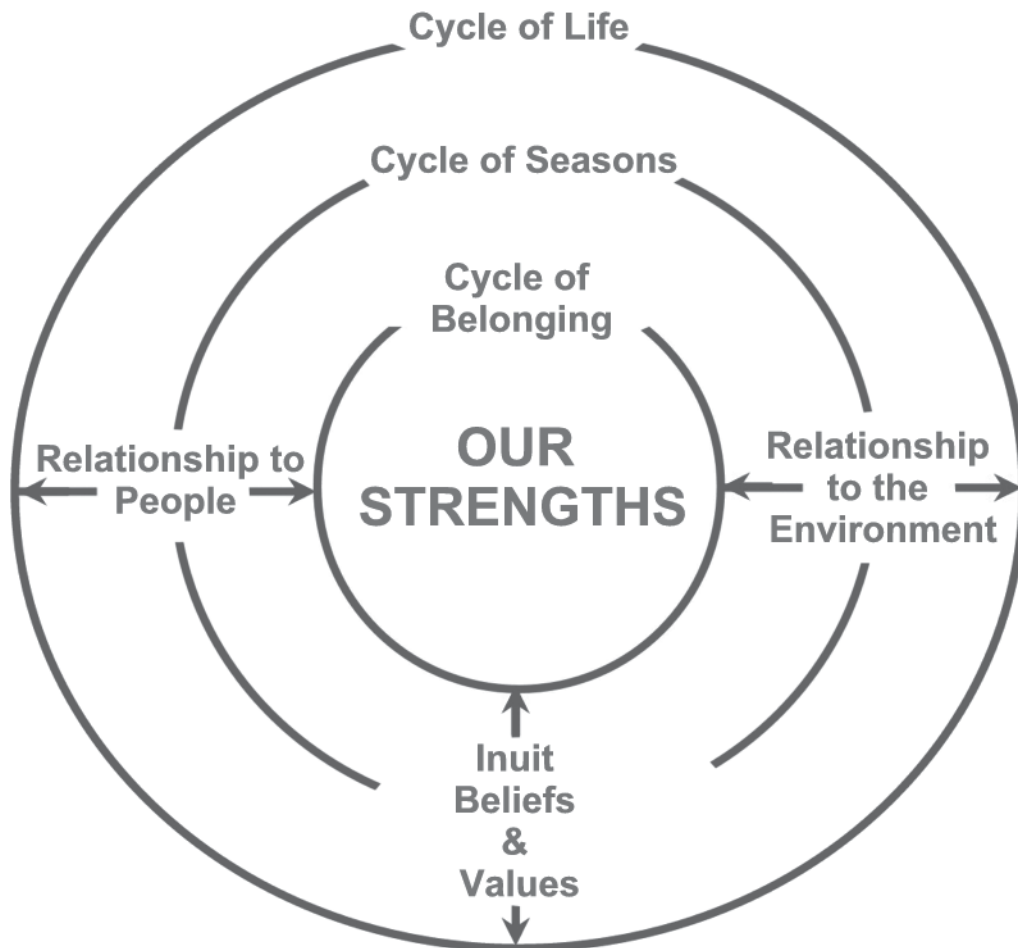 Cycle of Life
Cycle of Seasons
Cycle of
Belonging
OUR
STRENGTHS
Relationship to
People
Relationship
to the
Environment
Inuit
Beliefs
&
Values